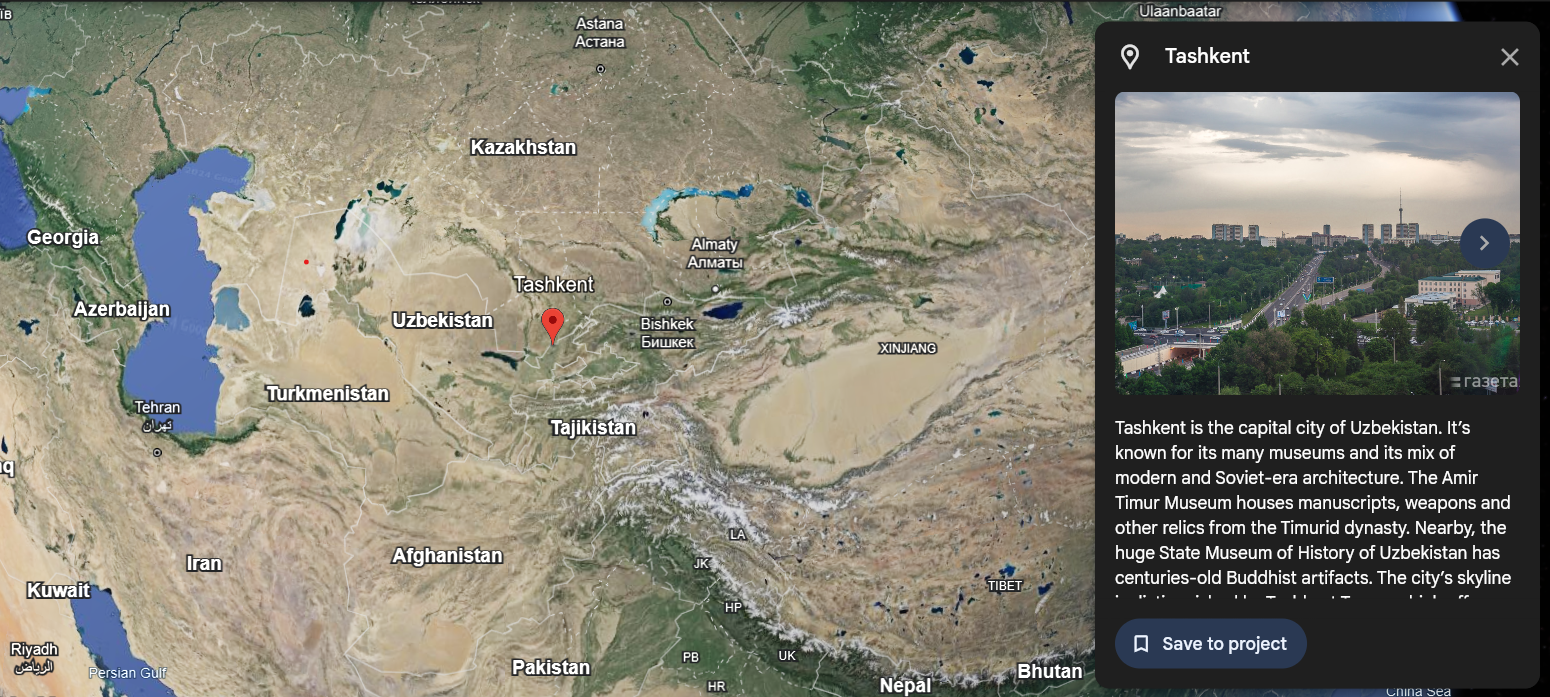 Ulaanbaatar
Astana
Астана
Kazakhstan
Georgia
Almaty
Алматы
Tashkent
Azerbaijan
Uzbekistan
Bishkek
Бишкек
XINJIANG
Turkmenistan
Tehran
تهران
Tajikistan
LA
Iran
Afghanistan
JK
TIBET
Kuwait
HP
Riyadh
الرياض
Persian Gulf
Pakistan
PB
UK
Bhutan
HR
Nepal
China Sea
Tashkent
газета
Tashkent is the capital city of Uzbekistan. It’s
known for its many museums and its mix of
modern and Soviet-era architecture. The Amir
Timur Museum houses manuscripts, weapons and
other relics from the Timurid dynasty. Nearby, the
huge State Museum of History of Uzbekistan has
centuries-old Buddhist artifacts. The city’s skyline
Save to project